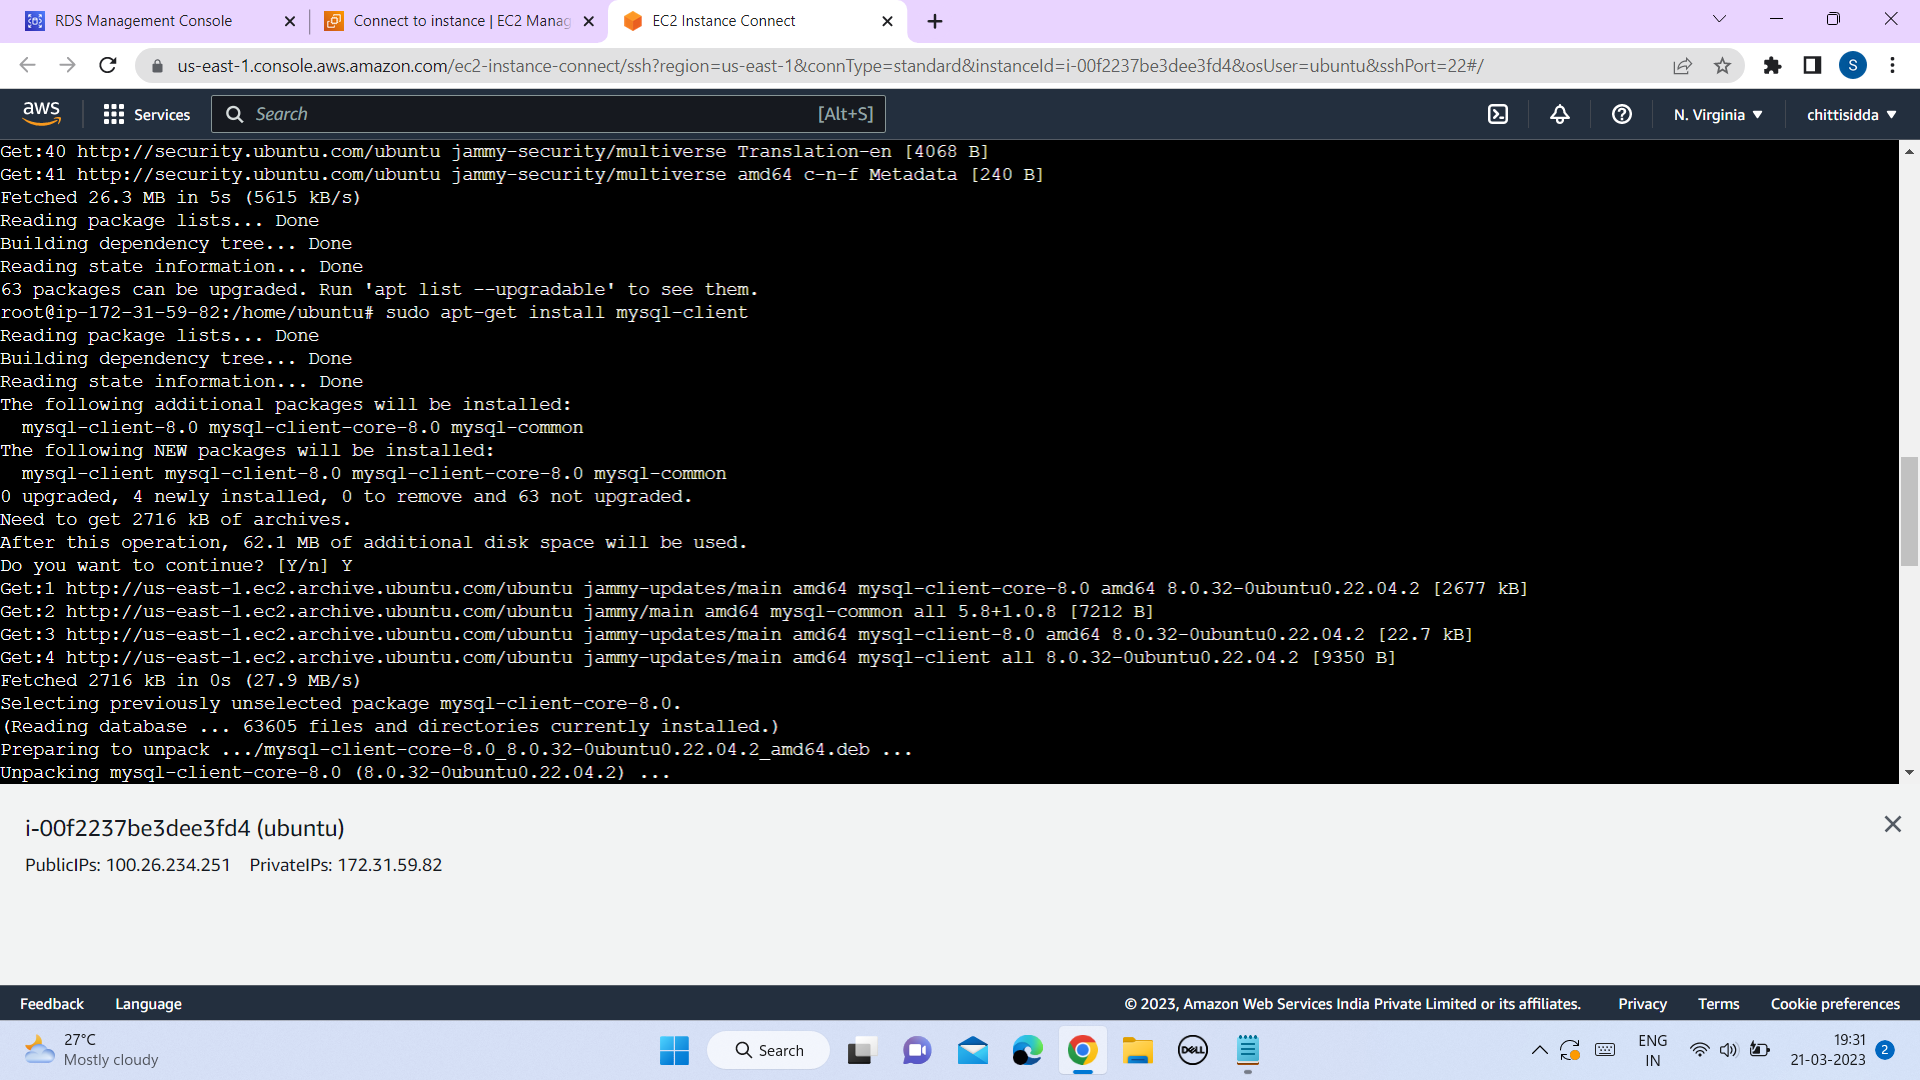 RDS Management Console
Connect to instance | EC2 Manag
EC2 Instance Connect
us-east-1.console.aws.amazon.com/ec2-instance-connect/ssh?region=us-east-1&connType=standard&instanceId=i-00f2237be3dee3fd4&osUser=ubuntu&sshPort=22#/
S
aws Services Search [Alt+S] N. Virginia chittisidda
Get:40 http://security.ubuntu.com/ubuntu jammy-security/multiverse Translation-en [4068 B]
Get:41 http://security.ubuntu.com/ubuntu jammy-security/multiverse amd64 c-n-f Metadata [240 B]
Fetched 26.3 MB in 5s (5615 kB/s)
Reading package lists... Done
Building dependency tree... Done
Reading state information... Done
63 packages can be upgraded. Run 'apt list --upgradable' to see them.
root@ip-172-31-59-82:/home/ubuntu# sudo apt-get install mysql-client
Reading package lists... Done
Building dependency tree... Done
Reading state information... Done
The following additional packages will be installed:
  mysql-client-8.0 mysql-client-core-8.0 mysql-common
The following NEW packages will be installed:
  mysql-client mysql-client-8.0 mysql-client-core-8.0 mysql-common
0 upgraded, 4 newly installed, 0 to remove and 63 not upgraded.
Need to get 2716 kB of archives.
After this operation, 62.1 MB of additional disk space will be used.
Do you want to continue? [Y/n] Y
Get:1 http://us-east-1.ec2.archive.ubuntu.com/ubuntu jammy-updates/main amd64 mysql-client-core-8.0 amd64 8.0.32-0ubuntu0.22.04.2 [2677 kB]
Get:2 http://us-east-1.ec2.archive.ubuntu.com/ubuntu jammy/main amd64 mysql-common all 5.8+1.0.8 [7212 B]
Get:3 http://us-east-1.ec2.archive.ubuntu.com/ubuntu jammy-updates/main amd64 mysql-client-8.0 amd64 8.0.32-0ubuntu0.22.04.2 [22.7 kB]
Get:4 http://us-east-1.ec2.archive.ubuntu.com/ubuntu jammy-updates/main amd64 mysql-client all 8.0.32-0ubuntu0.22.04.2 [9350 B]
Fetched 2716 kB in 0s (27.9 MB/s)
Selecting previously unselected package mysql-client-core-8.0.
(Reading database ... 63605 files and directories currently installed.)
Preparing to unpack .../mysql-client-core-8.0_8.0.32-0ubuntu0.22.04.2_amd64.deb ...
Unpacking mysql-client-core-8.0 (8.0.32-0ubuntu0.22.04.2) ...
i-00f2237be3dee3fd4 (ubuntu)
PublicIPs: 100.26.234.251 PrivateIPs: 172.31.59.82
Feedback Language © 2023, Amazon Web Services India Private Limited or its affiliates. Privacy Terms Cookie preferences
27°C
Mostly cloudy
Search
DELL
ENG
IN
19:31
21-03-2023
2